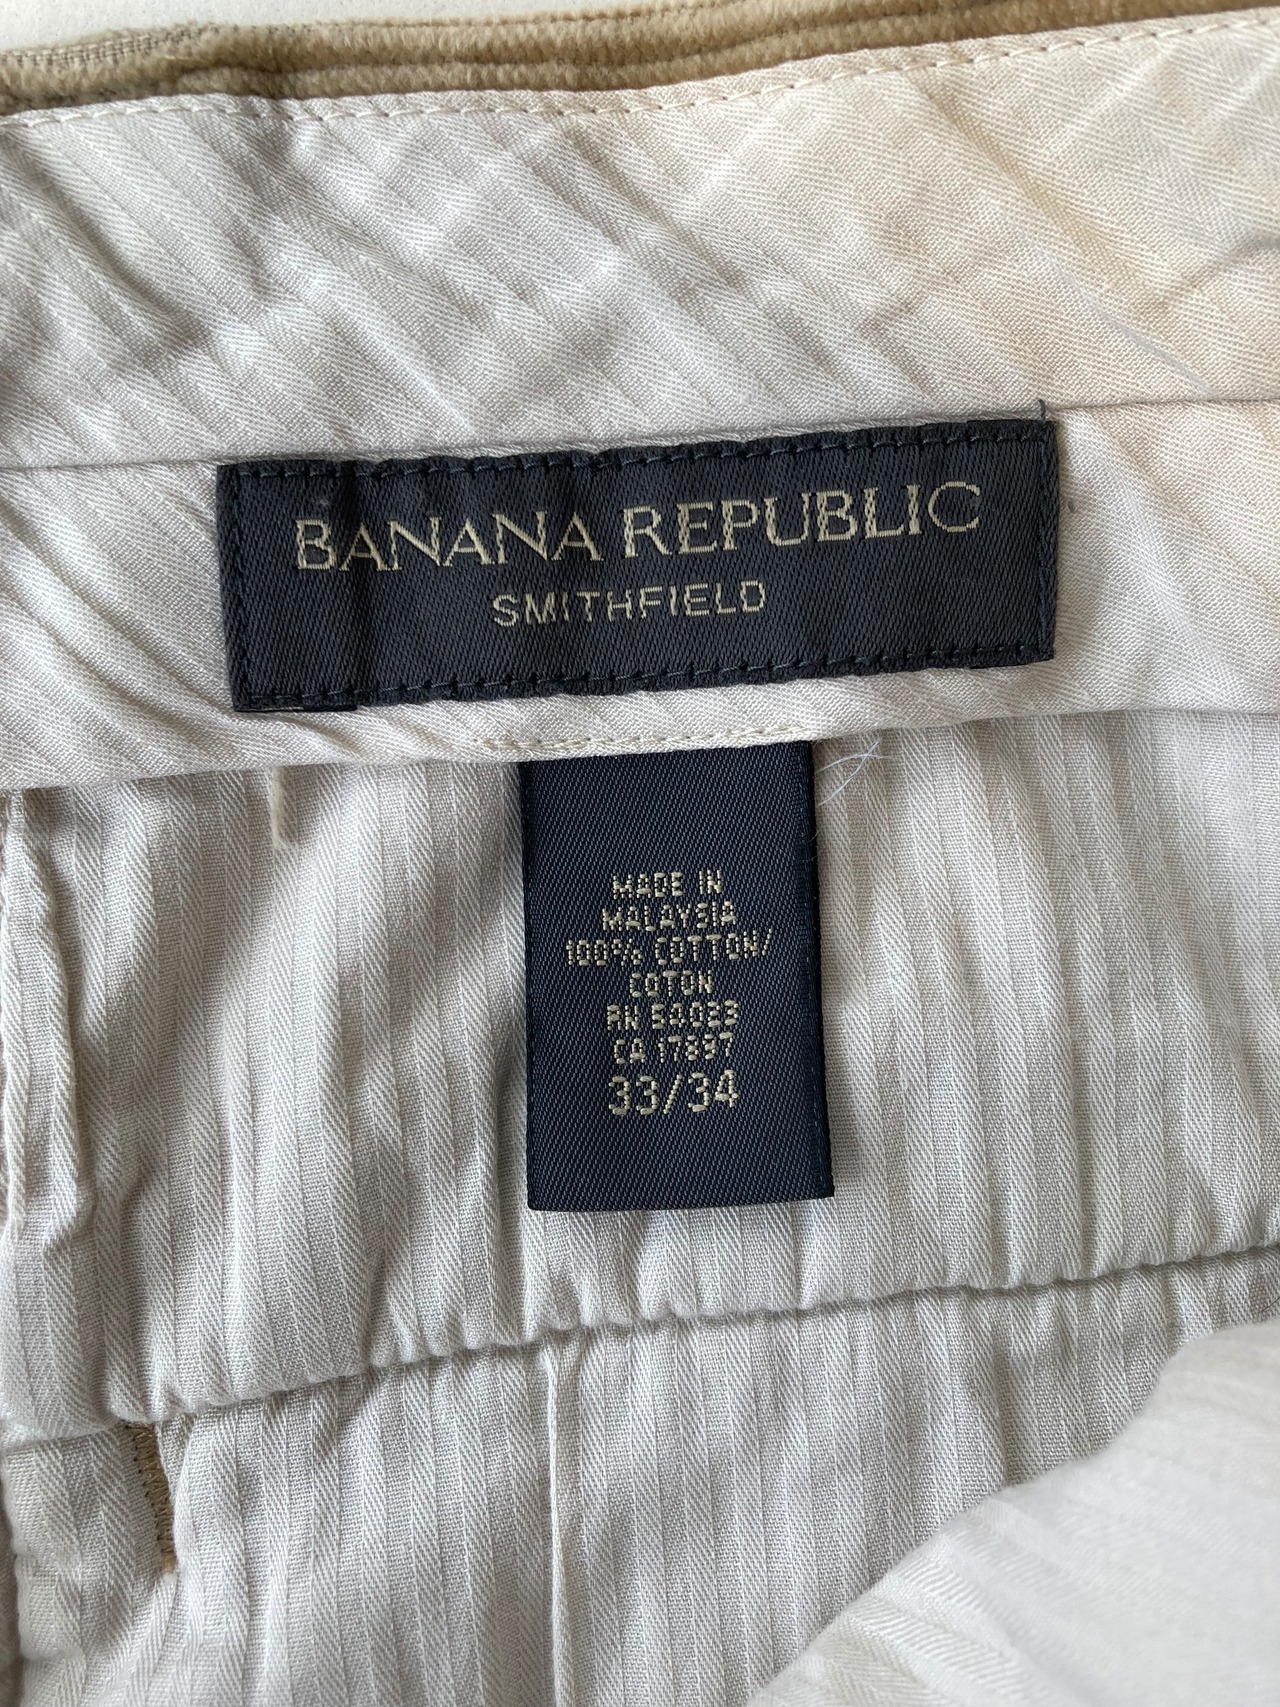 BANANA REPUBLIC
SMITHFIELD
MADE IN
MALAYSIA
100% COTTON/
COTON
RN 54023
CA 17897
33/34